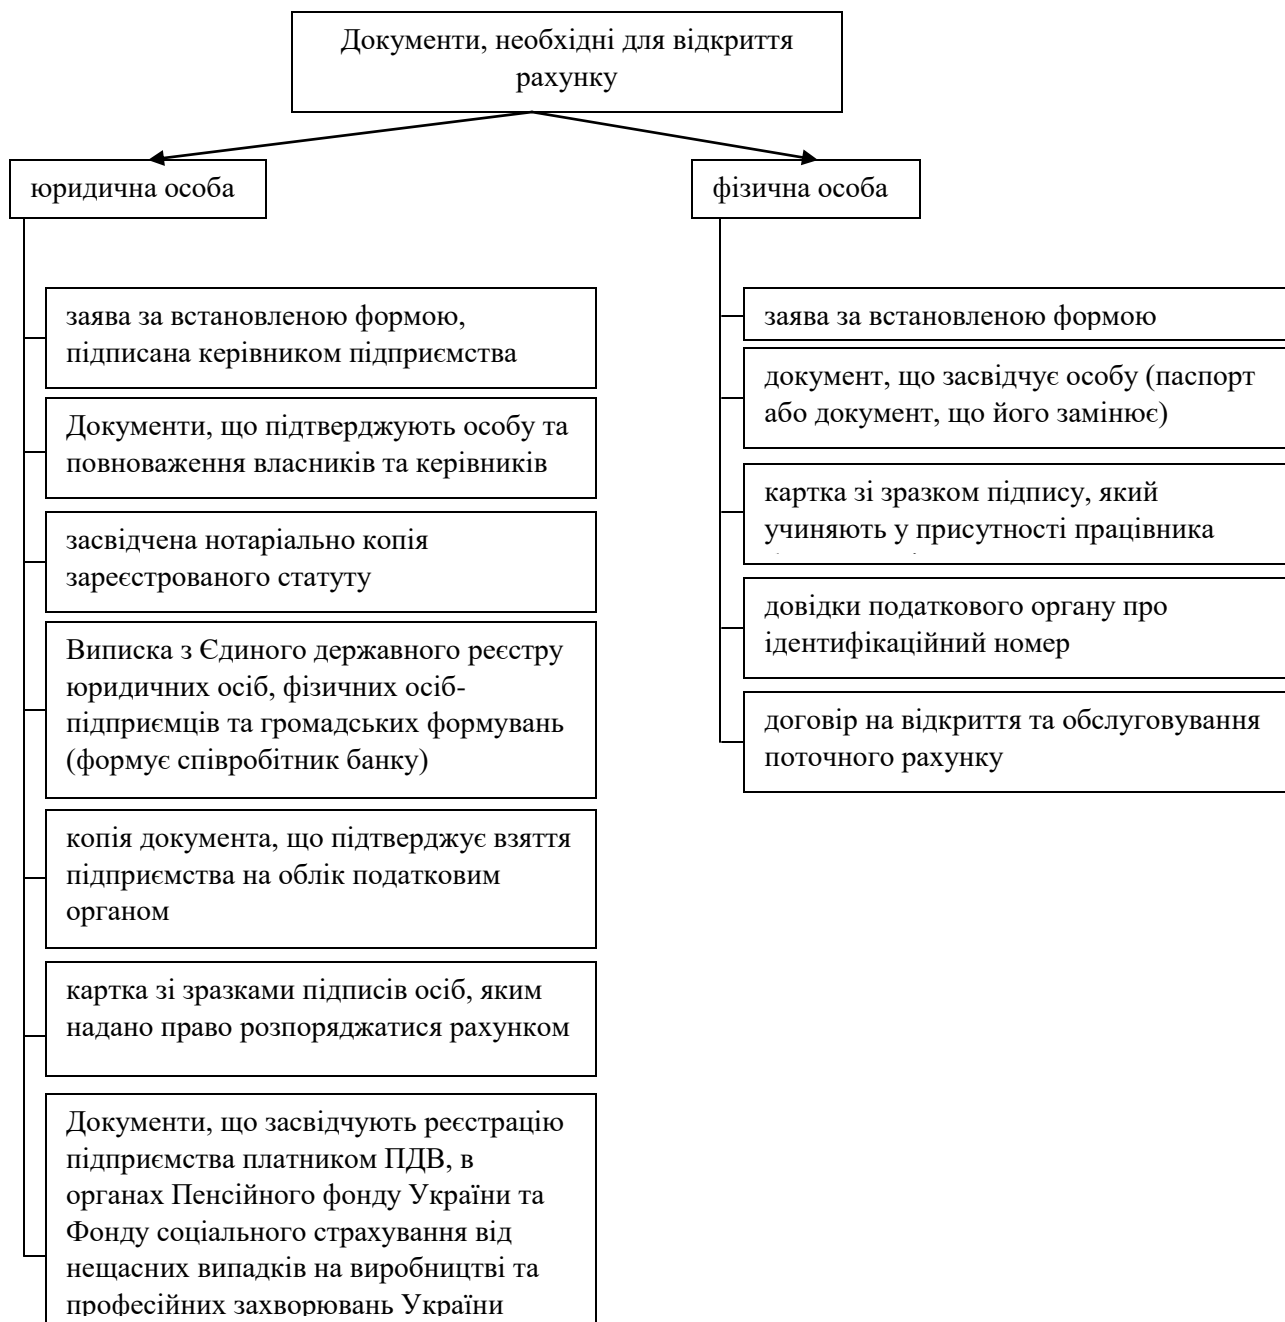 Документи, необхідні для відкриття
рахунку
юридична особа
фізична особа
заява за встановленою формою,
підписана керівником підприємства
Документи, що підтверджують особу та
повноваження власників та керівників
засвідчена нотаріально копія
зареєстрованого статуту
Виписка з Єдиного державного реєстру
юридичних осіб, фізичних осіб-
підприємців та громадських формувань
(формує співробітник банку)
копія документа, що підтверджує взяття
підприємства на облік податковим
органом
картка зі зразками підписів осіб, яким
надано право розпоряджатися рахунком
Документи, що засвідчують реєстрацію
підприємства платником ПДВ, в
органах Пенсійного фонду України та
Фонду соціального страхування від
нещасних випадків на виробництві та
професійних захворювань України
заява за встановленою формою
документ, що засвідчує особу (паспорт
або документ, що його замінює)
картка зі зразком підпису, який
учиняють у присутності працівника
довідки податкового органу про
ідентифікаційний номер
договір на відкриття та обслуговування
поточного рахунку